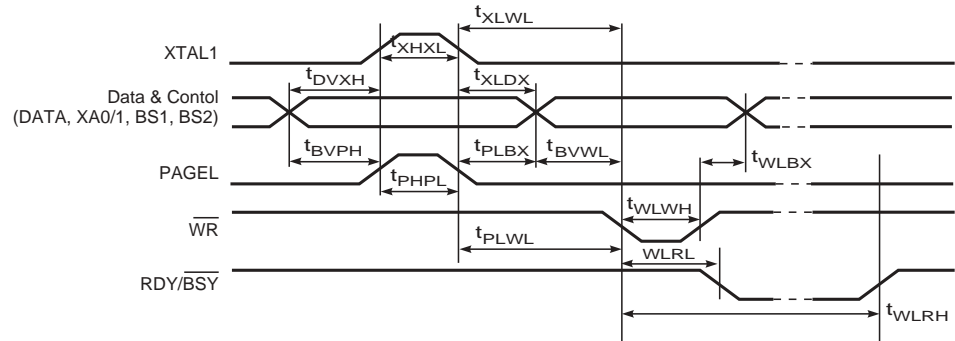 tXLWL
XTAL1
tXHXL
tDVXH
tXLDX
Data & Contol
(DATA, XA0/1, BS1, BS2)
tBVPH
tPLBX
tBVWL
tWLBX
PAGEL
tPHPL
tWLWH
WR
tPLWL
WLRL
RDY/BSY
tWLRH